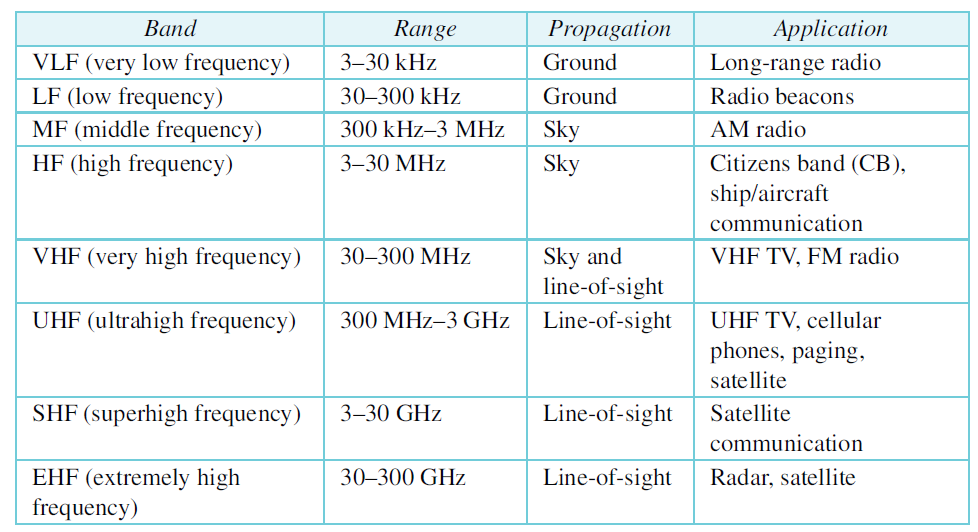 Band Range Propagation Application
VLF (very low frequency) 3–30 kHz Ground Long-range radio
LF (low frequency) 30–300 kHz Ground Radio beacons
MF (middle frequency) 300 kHz–3 MHz Sky AM radio
HF (high frequency) 3–30 MHz Sky Citizens band (CB),
ship/aircraft
communication
VHF (very high frequency) 30–300 MHz Sky and VHF TV, FM radio
line-of-sight
UHF (ultrahigh frequency) 300 MHz–3 GHz Line-of-sight UHF TV, cellular
phones, paging,
satellite
SHF (superhigh frequency) 3–30 GHz Line-of-sight Satellite
communication
EHF (extremely high 30–300 GHz Line-of-sight Radar, satellite
frequency)